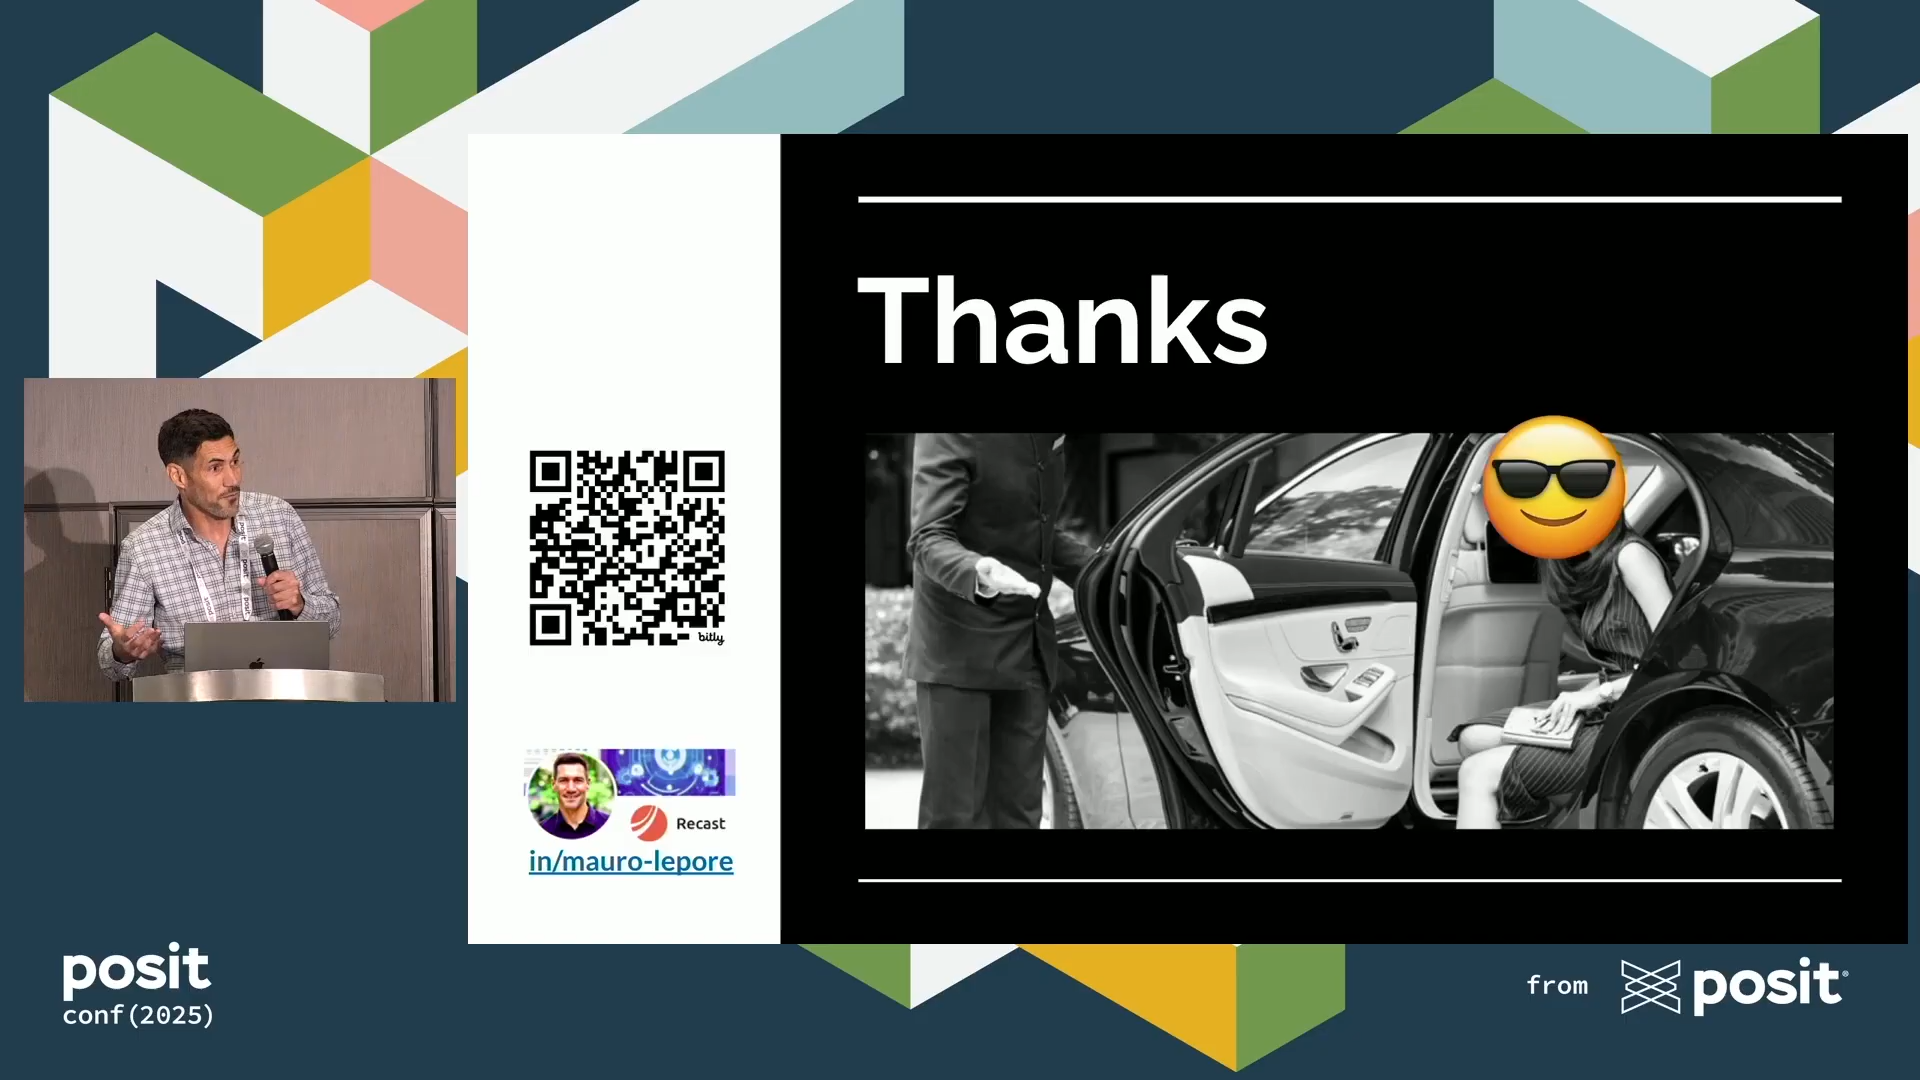 Thanks
bitly
Recast
in/mauro-lepore
posit
conf(2025)
from
posit